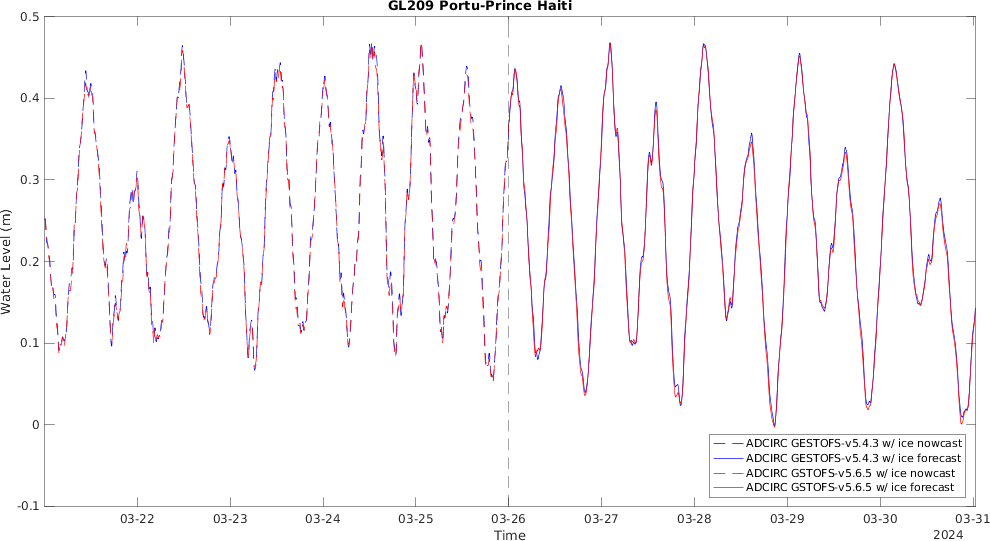 GL209 Portu-Prince Haiti
0.5
0.4
0.3
0.2
0.1
0
-0.1
Water Level (m)
03-22
03-23
03-24
03-25
03-26
03-27
03-28
03-29
03-30
03-31
Time
2024
ADCIRC GESTOFS-v5.4.3 w/ ice nowcast
ADCIRC GESTOFS-v5.4.3 w/ ice forecast
ADCIRC GSTOFS-v5.6.5 w/ ice nowcast
ADCIRC GSTOFS-v5.6.5 w/ ice forecast